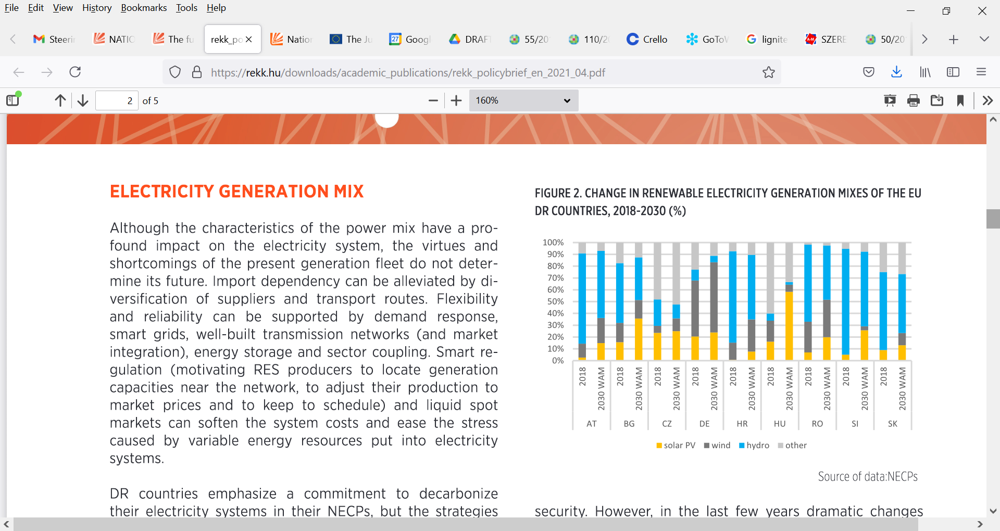 File Edit View History Bookmarks Tools Help
Steerin NATIO The fu rekk_po Nation The Ju Googl DRAFT 55/20 110/20 Crello GoToW lignite SZERE 50/20
https://rekk.hu/downloads/academic_publications/rekk_policybrief_en_2021_04.pdf
2 of 5 160%
ELECTRICITY GENERATION MIX
Although the characteristics of the power mix have a pro-
found impact on the electricity system, the virtues and
shortcomings of the present generation fleet do not deter-
mine its future. Import dependency can be alleviated by di-
versification of suppliers and transport routes. Flexibility
and reliability can be supported by demand response,
smart grids, well-built transmission networks (and market
integration), energy storage and sector coupling. Smart re-
gulation (motivating RES producers to locate generation
capacities near the network, to adjust their production to
market prices and to keep to schedule) and liquid spot
markets can soften the system costs and ease the stress
caused by variable energy resources put into electricity
systems.
DR countries emphasize a commitment to decarbonize
their electricity systems in their NECPs, but the strategies
FIGURE 2. CHANGE IN RENEWABLE ELECTRICITY GENERATION MIXES OF THE EU
DR COUNTRIES, 2018-2030 (%)
100%
90%
80%
70%
60%
50%
40%
30%
20%
10%
0%
2018 2030 WAM 2018 2030 WAM 2018 2030 WAM 2018 2030 WAM 2018 2030 WAM 2018 2030 WAM 2018 2030 WAM 2018 2030 WAM 2018 2030 WAM
AT BG CZ DE HR HU RO SI SK
solar PV wind hydro other
Source of data:NECPs
security. However, in the last few years dramatic changes